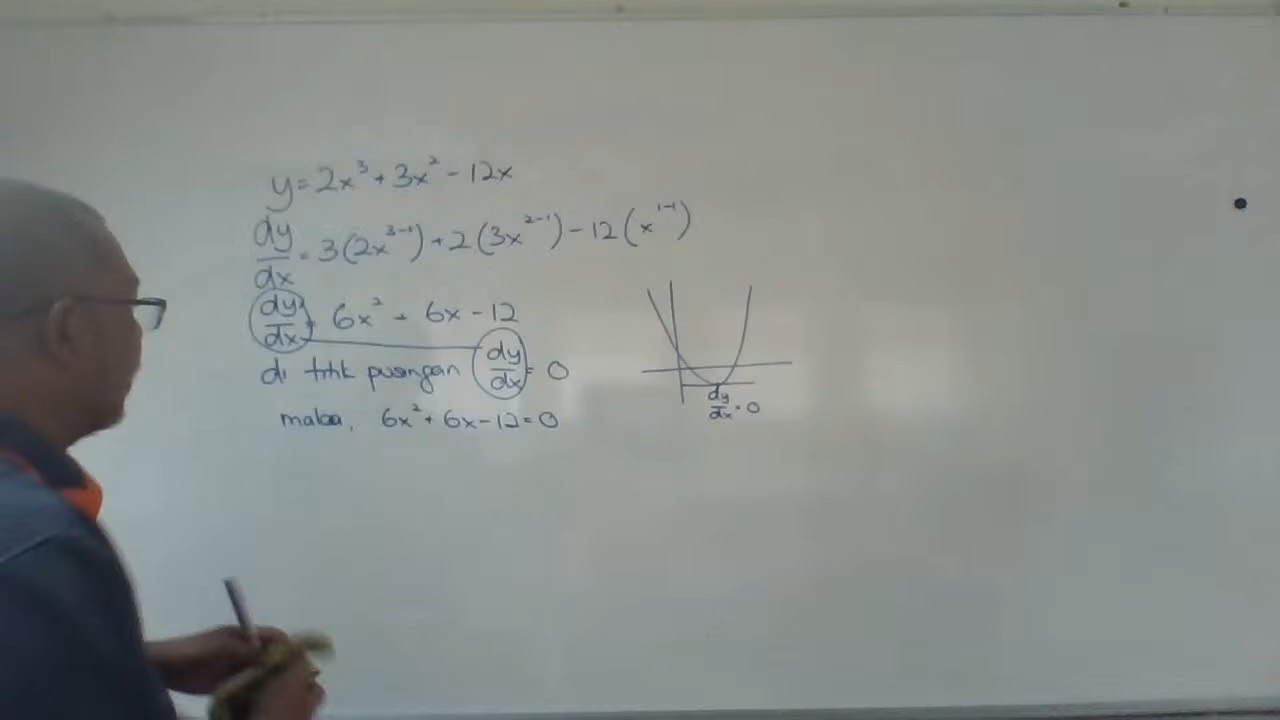 y = 2x³ + 3x² - 12x
dy/dx = 3(2x³⁻¹) + 2(3x²⁻¹) - 12(x¹⁻¹)
dy/dx = 6x² + 6x - 12
di titik pusingan dy/dx = 0
maka, 6x² + 6x - 12 = 0
dy/dx = 0